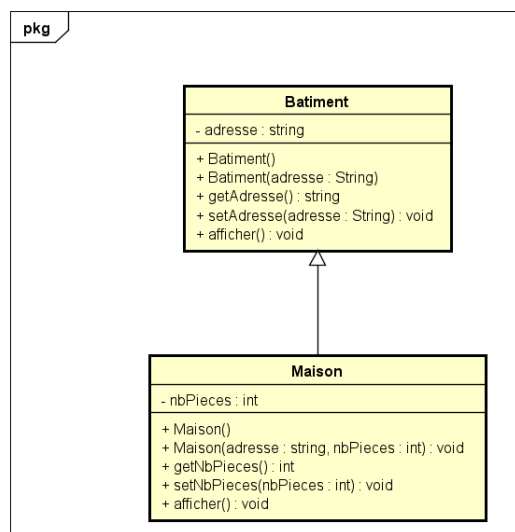 pkg
Batiment
- adresse : string
+ Batiment()
+ Batiment(adresse : String)
+ getAdresse() : string
+ setAdresse(adresse : String) : void
+ afficher() : void
Maison
- nbPieces : int
+ Maison()
+ Maison(adresse : string, nbPieces : int) : void
+ getNbPieces() : int
+ setNbPieces(nbPieces : int) : void
+ afficher() : void